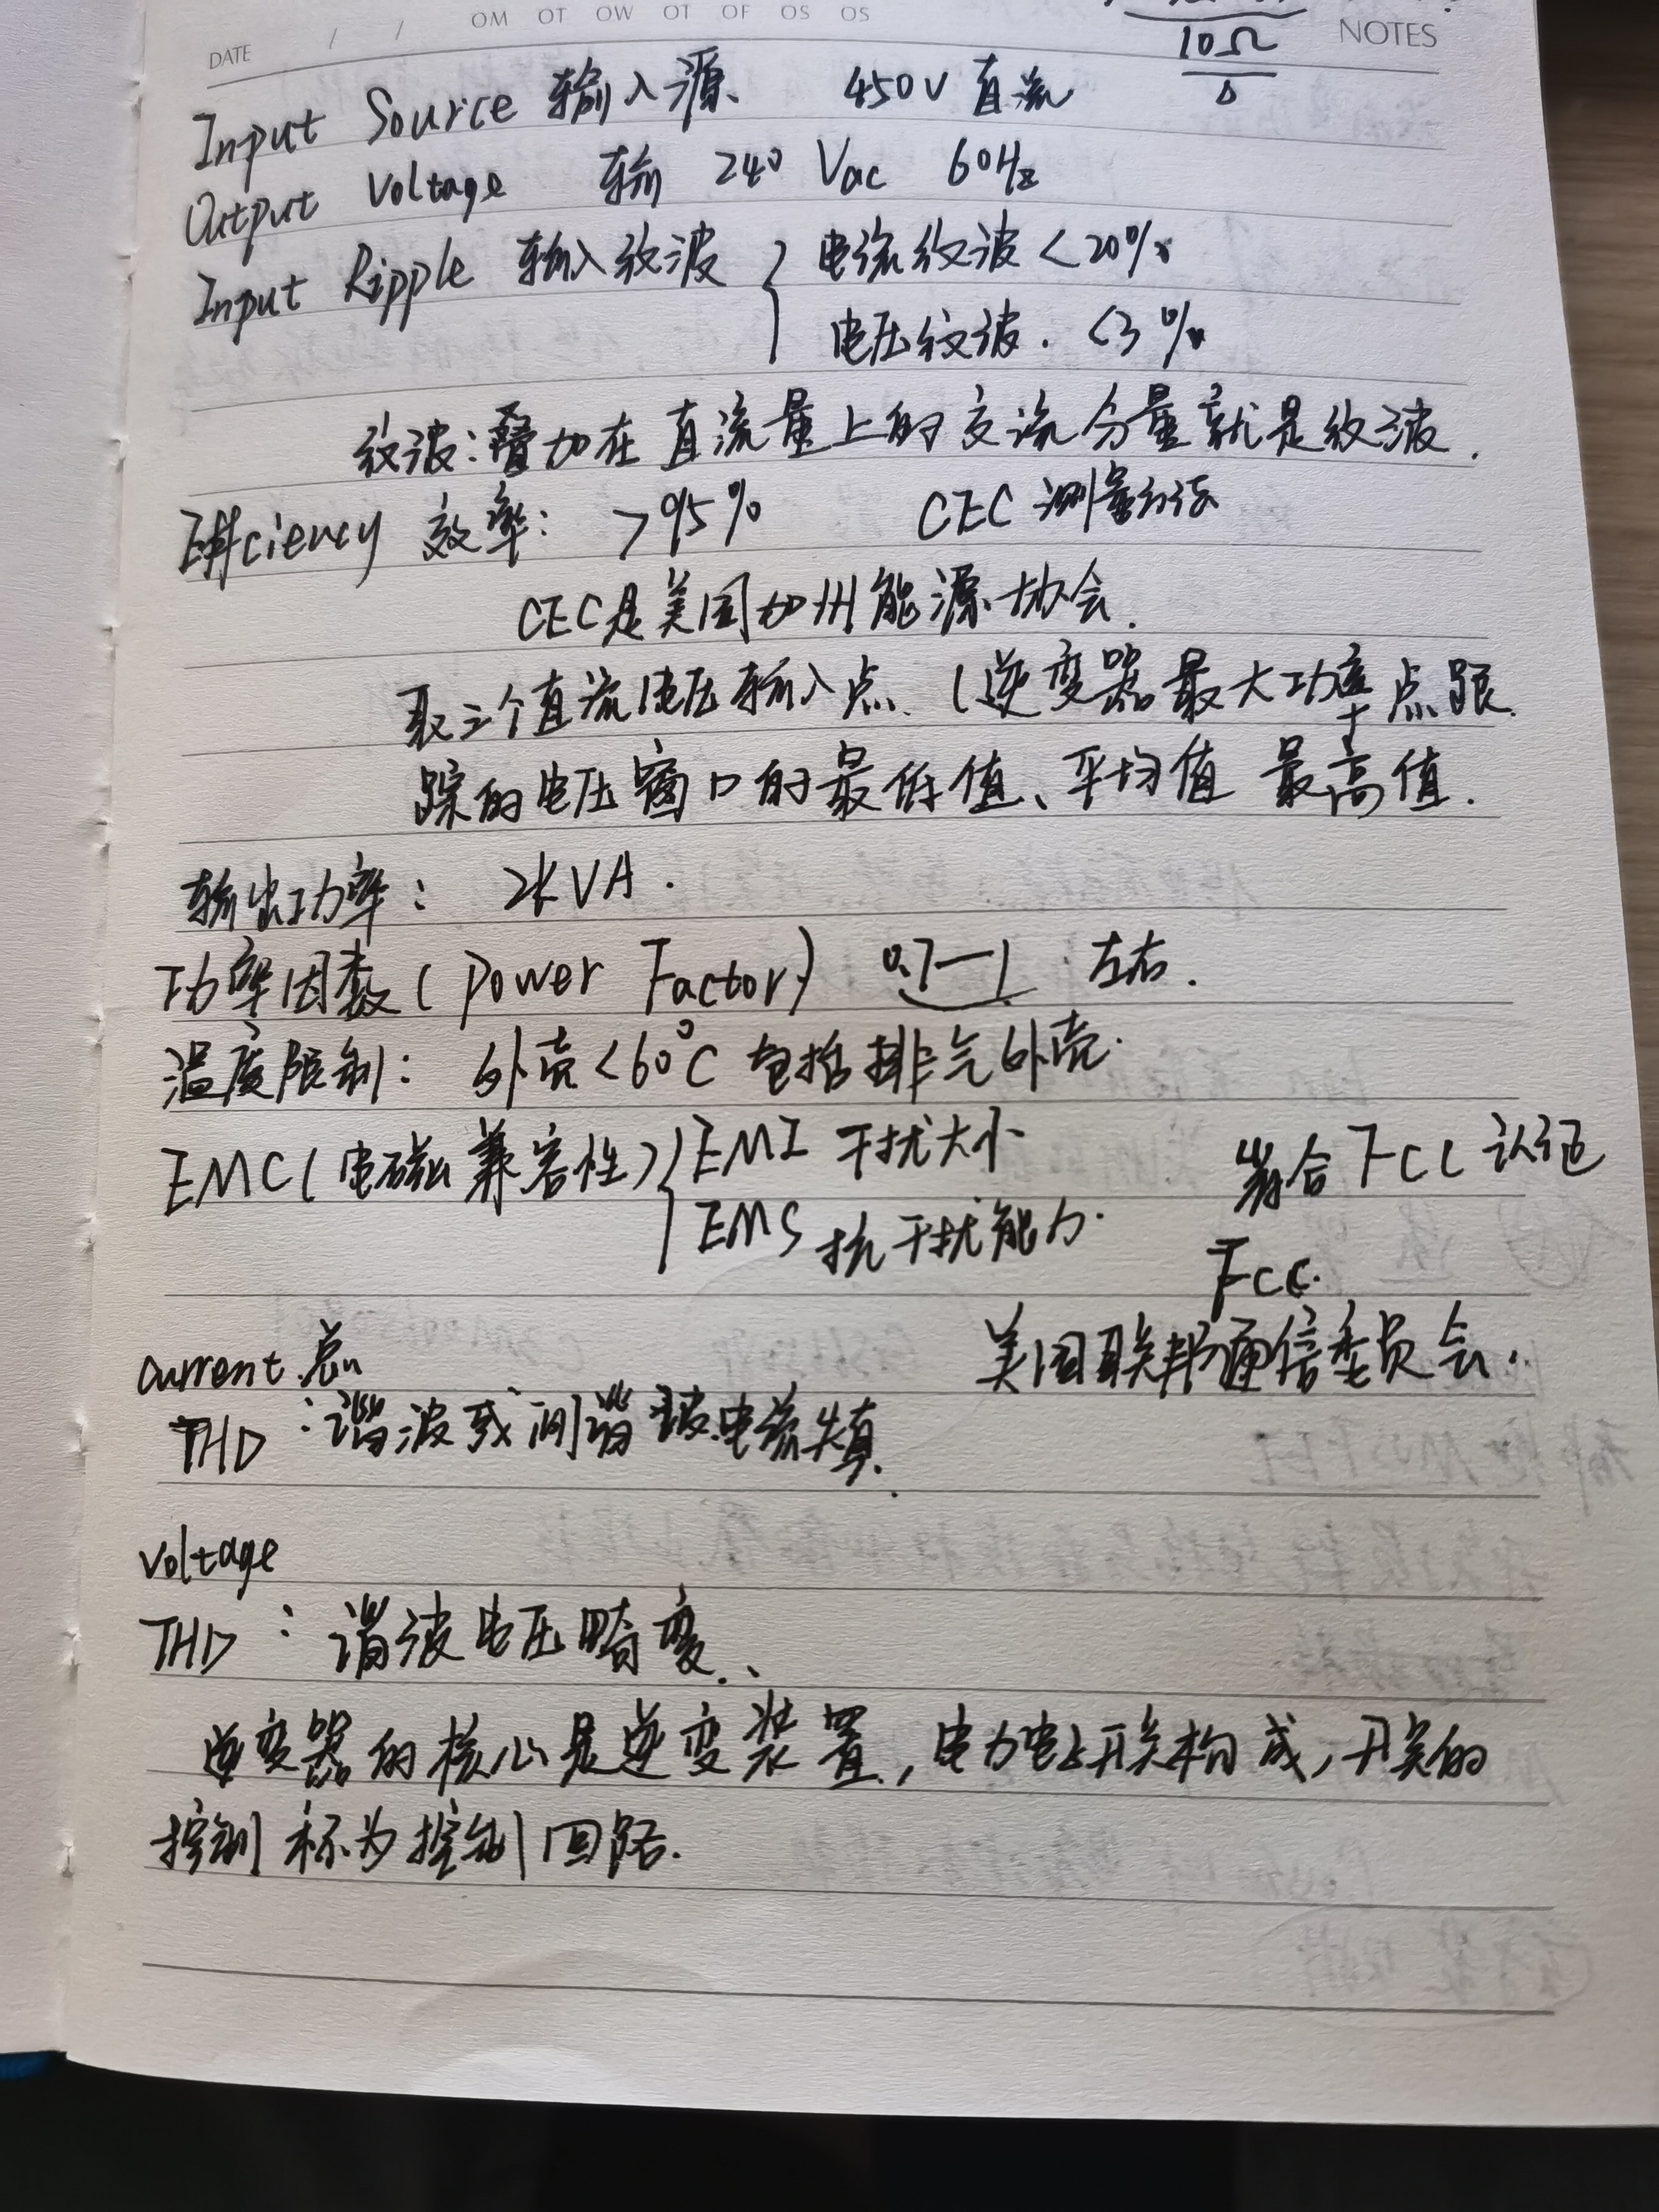 DATE / / OM OT OW OT OF OS OS NOTES
10Ω
Input Source 输入源、 450V 直流
Output Voltage 输 240 Vac 60Hz
Input Ripple 输入纹波 { 电流纹波 <20%
电压纹波. <3%
纹波:叠加在直流量上的交流分量就是纹波.
Efficiency 效率: >95% CEC 测量方法
CEC是美国加州能源协会.
取三个直流电压输入点. (逆变器最大功率点跟
踪的电压窗口的最低值、平均值 最高值.
输出功率: 2kVA.
功率因数(Power Factor) 0.7—1 左右.
温度限制: 外壳<60°C 包括排气外壳.
EMC(电磁兼容性) { EMI 干扰大小 符合FCC认证
EMS 抗干扰能力.
FCC.
美国联邦通信委员会.
Current 总
THD :谐波或间谐波电流失真.
Voltage
THD : 谐波电压畸变.、
逆变器的核心是逆变装置,电力电子开关构成,开关的
控制 称为控制回路.